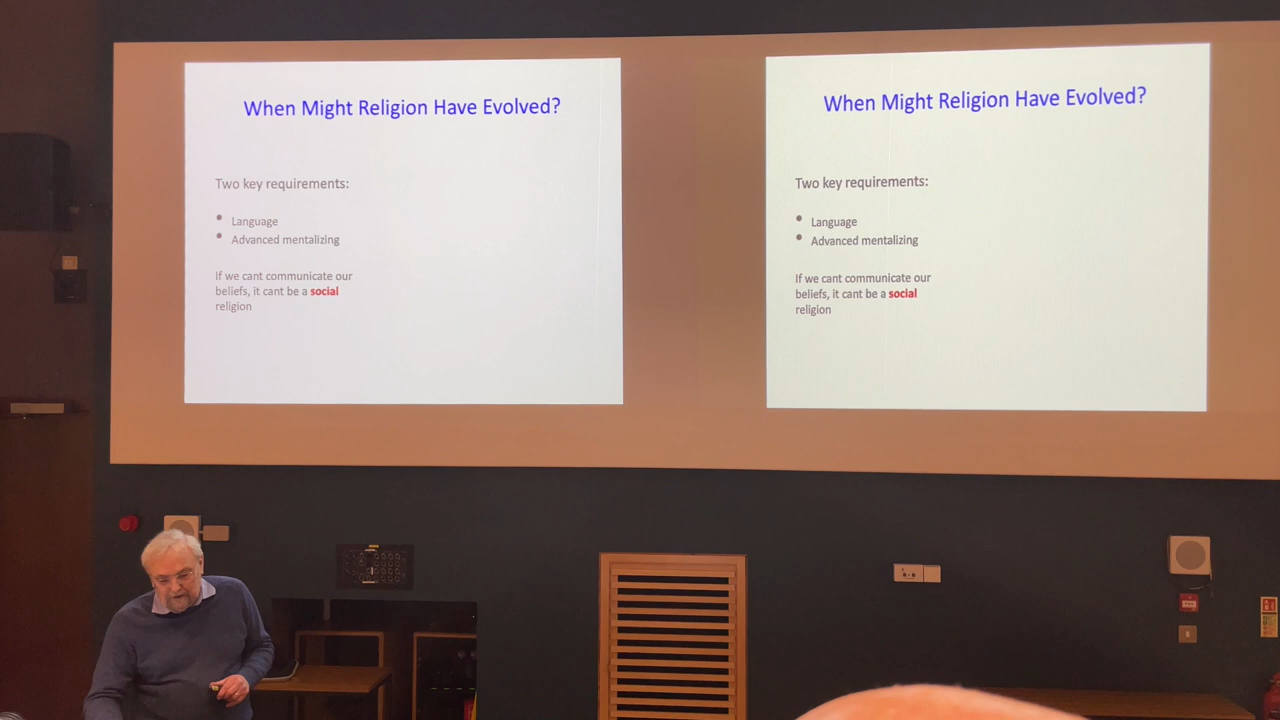 When Might Religion Have Evolved?
Two key requirements:
• Language
• Advanced mentalizing
If we cant communicate our
beliefs, it cant be a social
religion
When Might Religion Have Evolved?
Two key requirements:
• Language
• Advanced mentalizing
If we cant communicate our
beliefs, it cant be a social
religion